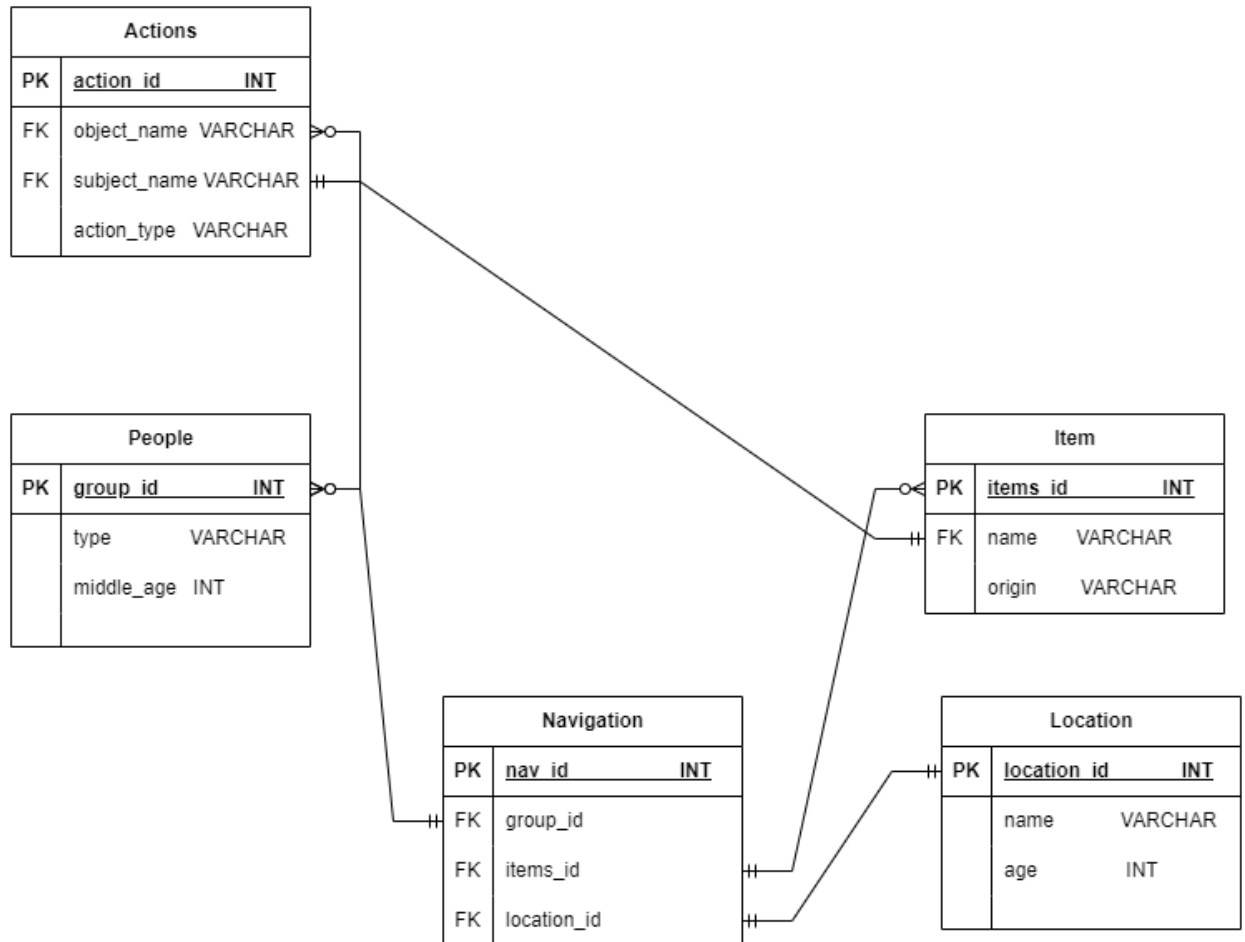 Actions
PK action_id INT
FK object_name VARCHAR
FK subject_name VARCHAR
action_type VARCHAR
People
PK group_id INT
type VARCHAR
middle_age INT
Item
PK items_id INT
FK name VARCHAR
origin VARCHAR
Navigation
PK nav_id INT
FK group_id
FK items_id
FK location_id
Location
PK location_id INT
name VARCHAR
age INT